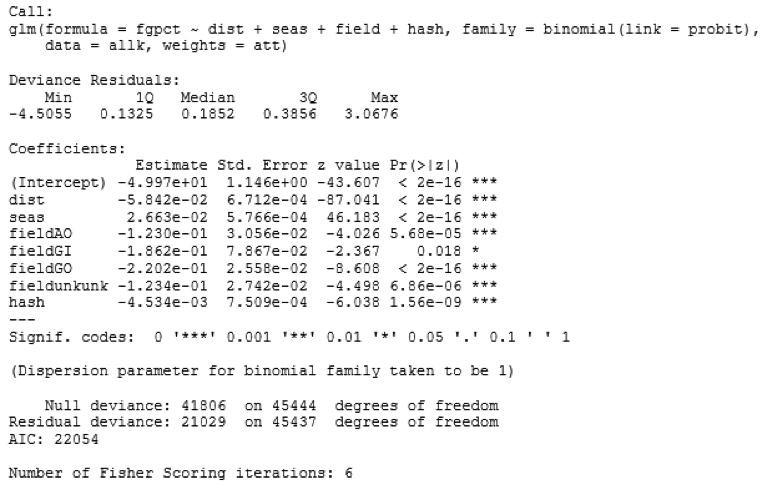 Call:
glm(formula = fgpct ~ dist + seas + field + hash, family = binomial(link = probit),
    data = allk, weights = att)
Deviance Residuals:
    Min       1Q   Median       3Q      Max
-4.5055   0.1325   0.1852   0.3856   3.0676
Coefficients:
              Estimate Std. Error z value Pr(>|z|)
(Intercept) -4.997e+01  1.146e+00 -43.607  < 2e-16 ***
dist        -5.842e-02  6.712e-04 -87.041  < 2e-16 ***
seas         2.663e-02  5.766e-04  46.183  < 2e-16 ***
fieldAO     -1.230e-01  3.056e-02  -4.026 5.68e-05 ***
fieldGI     -1.862e-01  7.867e-02  -2.367    0.018 *
fieldGO     -2.202e-01  2.558e-02  -8.608  < 2e-16 ***
fieldunkunk -1.234e-01  2.742e-02  -4.498 6.86e-06 ***
hash        -4.534e-03  7.509e-04  -6.038 1.56e-09 ***
---
Signif. codes:  0 '***' 0.001 '**' 0.01 '*' 0.05 '.' 0.1 ' ' 1
(Dispersion parameter for binomial family taken to be 1)
    Null deviance: 41806  on 45444  degrees of freedom
Residual deviance: 21029  on 45437  degrees of freedom
AIC: 22054
Number of Fisher Scoring iterations: 6